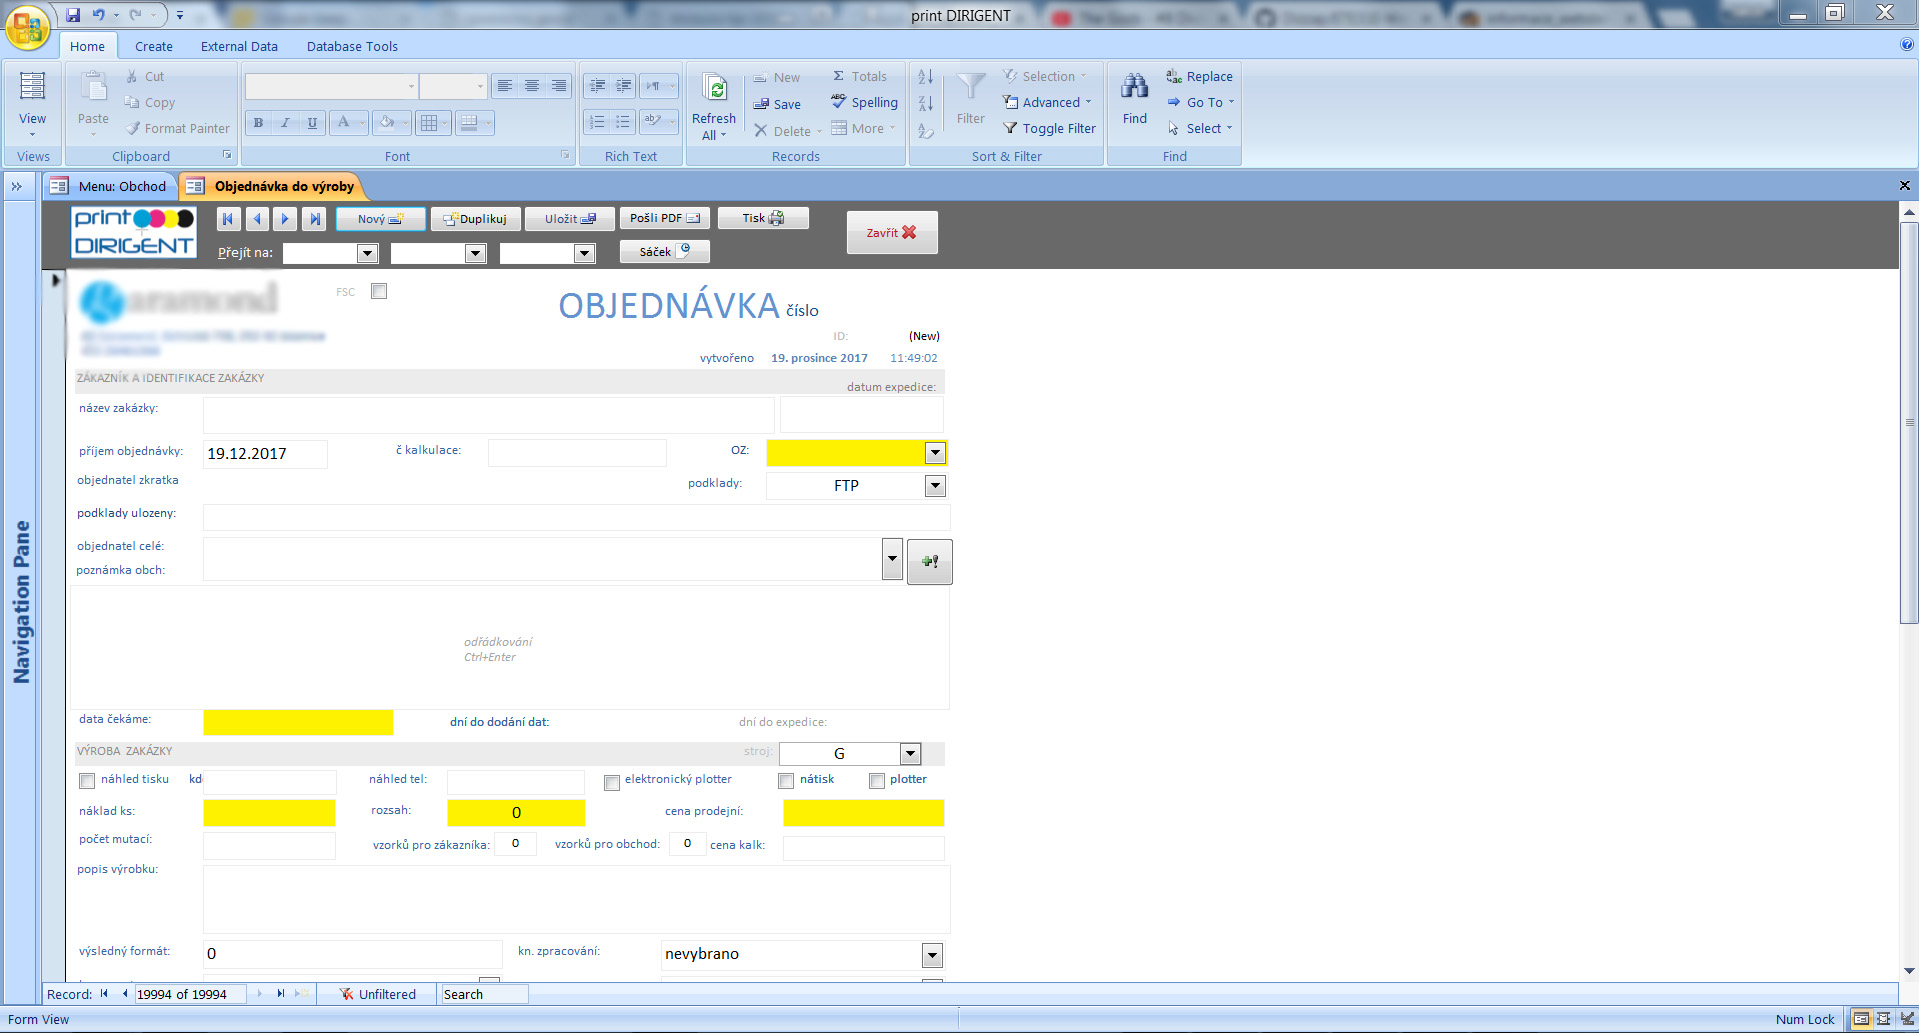 print DIRIGENT
Home Create External Data Database Tools
View Paste Cut Copy Format Painter
B I U A
Refresh All New Save Delete Σ Totals ABC Spelling More
Filter Selection Advanced Toggle Filter
Find Replace Go To Select
Views Clipboard Font Rich Text Records Sort & Filter Find
Menu: Obchod Objednávka do výroby
print DIRIGENT
Nový Duplikuj Uložit Pošli PDF Tisk Zavřít
Přejít na: Sáček
FSC
OBJEDNÁVKA číslo
ID: (New)
vytvořeno 19. prosince 2017 11:49:02
ZÁKAZNÍK A IDENTIFIKACE ZAKÁZKY datum expedice:
název zakázky:
příjem objednávky: 19.12.2017 č kalkulace: OZ:
objednatel zkratka podklady: FTP
podklady ulozeny:
objednatel celé:
poznámka obch:
odřádkování
Ctrl+Enter
data čekáme: dní do dodání dat: dní do expedice:
VÝROBA ZAKÁZKY stroj: G
náhled tisku kd náhled tel: elektronický plotter nátisk plotter
náklad ks: rozsah: 0 cena prodejní:
počet mutací: vzorků pro zákazníka: 0 vzorků pro obchod: 0 cena kalk:
popis výrobku:
výsledný formát: 0 kn. zpracování: nevybrano
Navigation Pane
Record: 19994 of 19994 Unfiltered Search
Form View Num Lock